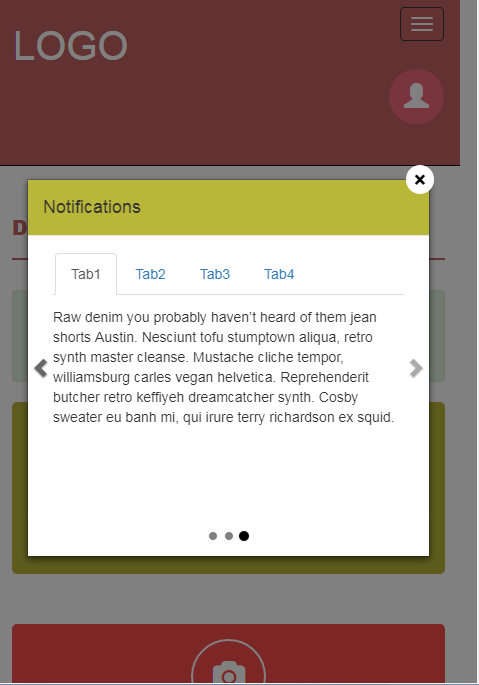 LOGO
D
Notifications
Tab1 Tab2 Tab3 Tab4
Raw denim you probably haven't heard of them jean
shorts Austin. Nesciunt tofu stumptown aliqua, retro
synth master cleanse. Mustache cliche tempor,
williamsburg carles vegan helvetica. Reprehenderit
butcher retro keffiyeh dreamcatcher synth. Cosby
sweater eu banh mi, qui irure terry richardson ex squid.